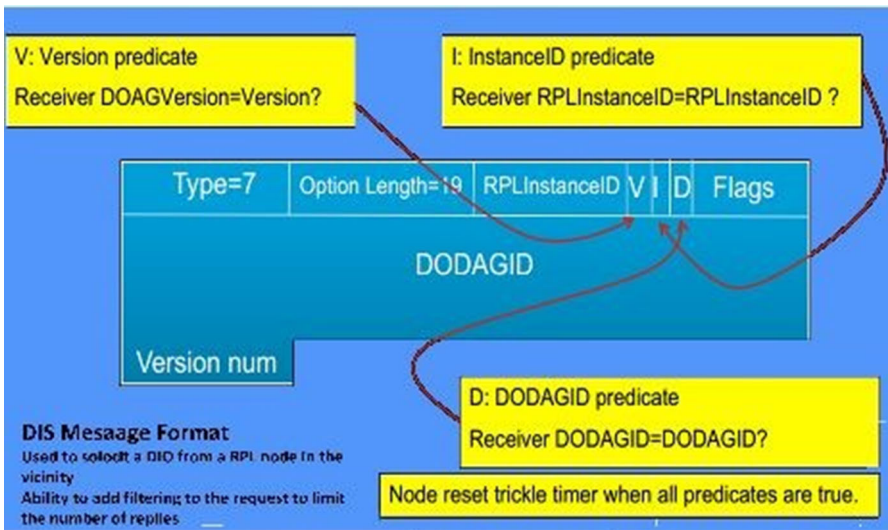 V: Version predicate
Receiver DOAGVersion=Version?
I: InstanceID predicate
Receiver RPLInstanceID=RPLInstanceID ?
Type=7
Option Length=19
RPLInstanceID
V
I
D
Flags
DODAGID
Version num
D: DODAGID predicate
Receiver DODAGID=DODAGID?
Node reset trickle timer when all predicates are true.
DIS Mesaage Format
Used to solocit a DIO from a RPL node in the
vicinity
Ability to add filtering to the request to limit
the number of replies